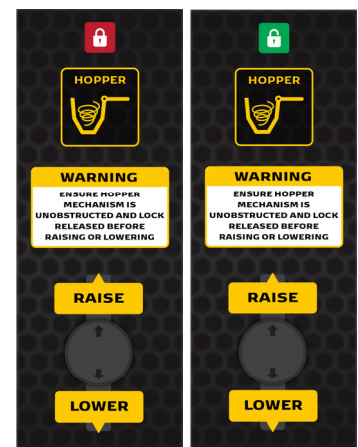 HOPPER
WARNING
ENSURE HOPPER
MECHANISM IS
UNOBSTRUCTED AND LOCK
RELEASED BEFORE
RAISING OR LOWERING
RAISE
LOWER
HOPPER
WARNING
ENSURE HOPPER
MECHANISM IS
UNOBSTRUCTED AND LOCK
RELEASED BEFORE
RAISING OR LOWERING
RAISE
LOWER